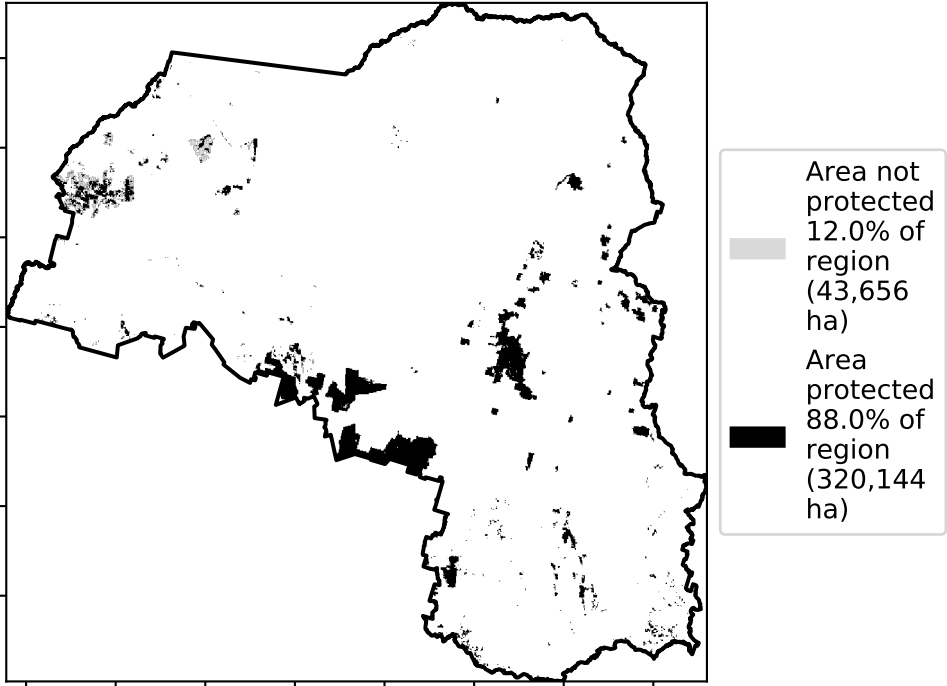 Area not
protected
12.0% of
region
(43,656
ha)
Area
protected
88.0% of
region
(320,144
ha)